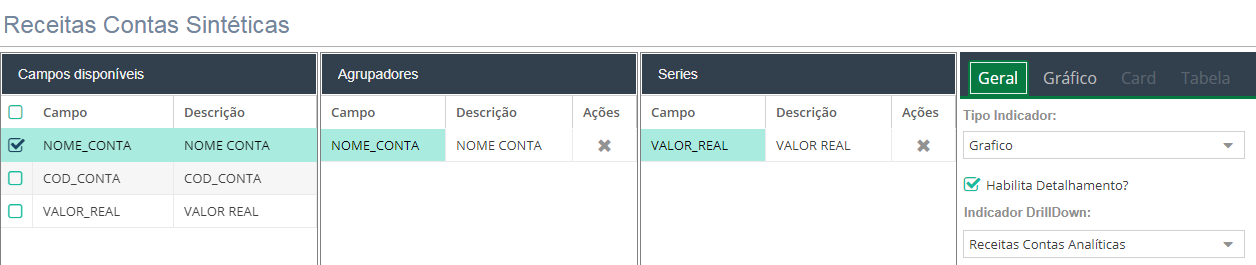 Receitas Contas Sintéticas
Campos disponíveis
Campo Descrição
NOME_CONTA NOME CONTA
COD_CONTA COD_CONTA
VALOR_REAL VALOR REAL
Agrupadores
Campo Descrição Ações
NOME_CONTA NOME CONTA
Series
Campo Descrição Ações
VALOR_REAL VALOR REAL
Geral Gráfico Card Tabela
Tipo Indicador:
Grafico
Habilita Detalhamento?
Indicador DrillDown:
Receitas Contas Analíticas